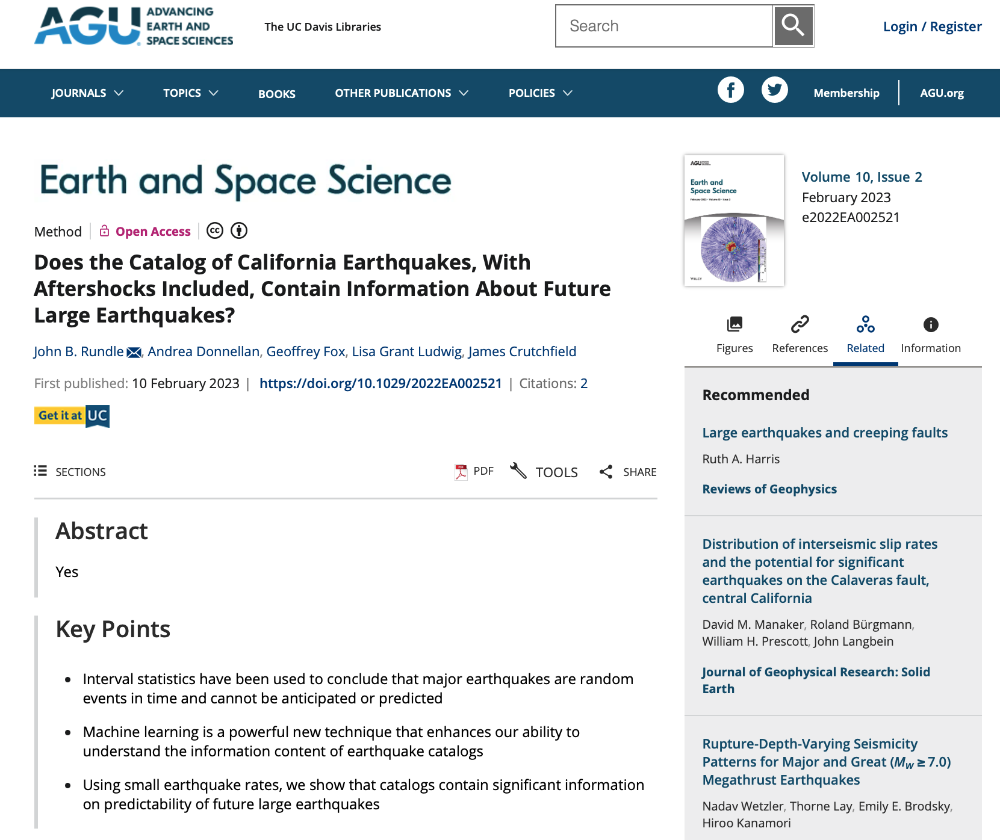 AGU ADVANCING
EARTH AND
SPACE SCIENCES
The UC Davis Libraries
Search
Login / Register
JOURNALS
TOPICS
BOOKS
OTHER PUBLICATIONS
POLICIES
Membership
AGU.org
Earth and Space Science
Method
Open Access
cc
Does the Catalog of California Earthquakes, With
Aftershocks Included, Contain Information About Future
Large Earthquakes?
John B. Rundle, Andrea Donnellan, Geoffrey Fox, Lisa Grant Ludwig, James Crutchfield
First published: 10 February 2023 | https://doi.org/10.1029/2022EA002521 | Citations: 2
Get it at UC
SECTIONS
PDF
TOOLS
SHARE
Abstract
Yes
Key Points
• Interval statistics have been used to conclude that major earthquakes are random
events in time and cannot be anticipated or predicted
• Machine learning is a powerful new technique that enhances our ability to
understand the information content of earthquake catalogs
• Using small earthquake rates, we show that catalogs contain significant information
on predictability of future large earthquakes
AGU
Earth and
Space Science
February 2023 • Volume 10 • Issue 2
WILEY
Volume 10, Issue 2
February 2023
e2022EA002521
Figures
References
Related
Information
Recommended
Large earthquakes and creeping faults
Ruth A. Harris
Reviews of Geophysics
Distribution of interseismic slip rates
and the potential for significant
earthquakes on the Calaveras fault,
central California
David M. Manaker, Roland Bürgmann,
William H. Prescott, John Langbein
Journal of Geophysical Research: Solid
Earth
Rupture-Depth-Varying Seismicity
Patterns for Major and Great (Mw ≥ 7.0)
Megathrust Earthquakes
Nadav Wetzler, Thorne Lay, Emily E. Brodsky,
Hiroo Kanamori